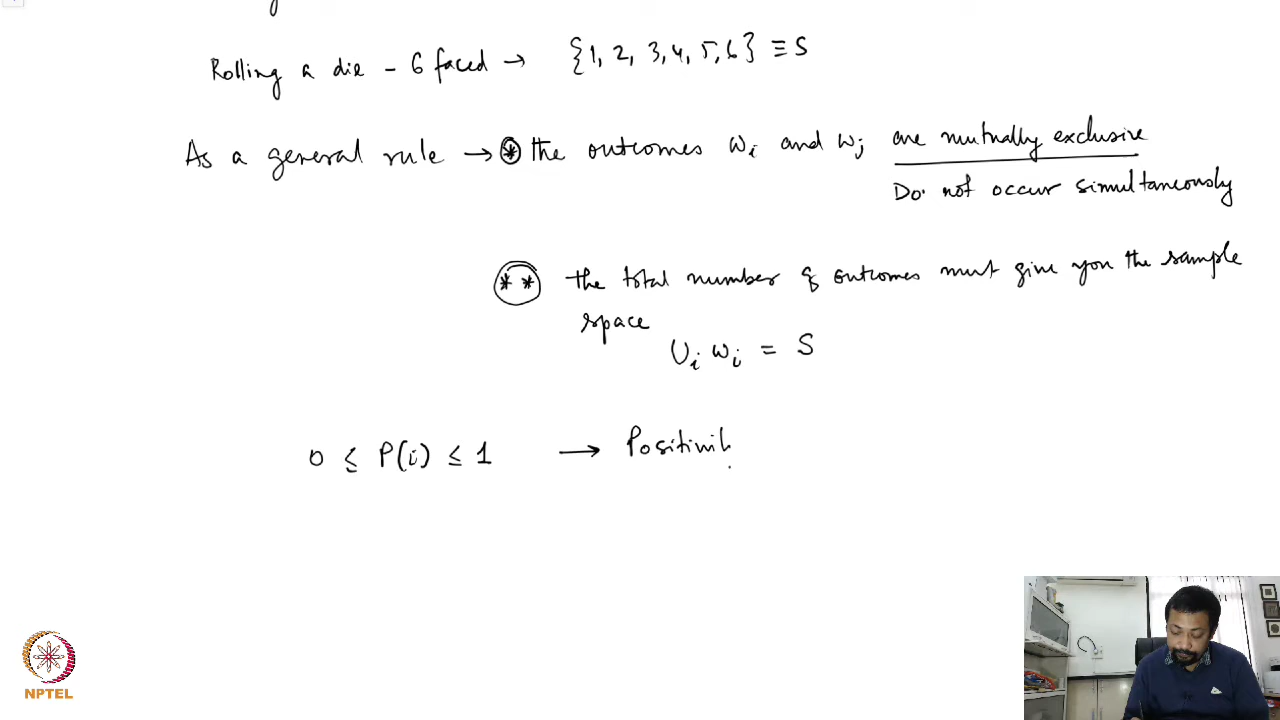 Rolling a die - 6 faced → {1, 2, 3, 4, 5, 6} ≡ S
As a general rule → * the outcomes ωi and ωj are mutually exclusive
Do not occur simultaneously
** the total number of outcomes must give you the sample
space
∪i ωi = S
0 ≤ P(i) ≤ 1 → Positivit
NPTEL